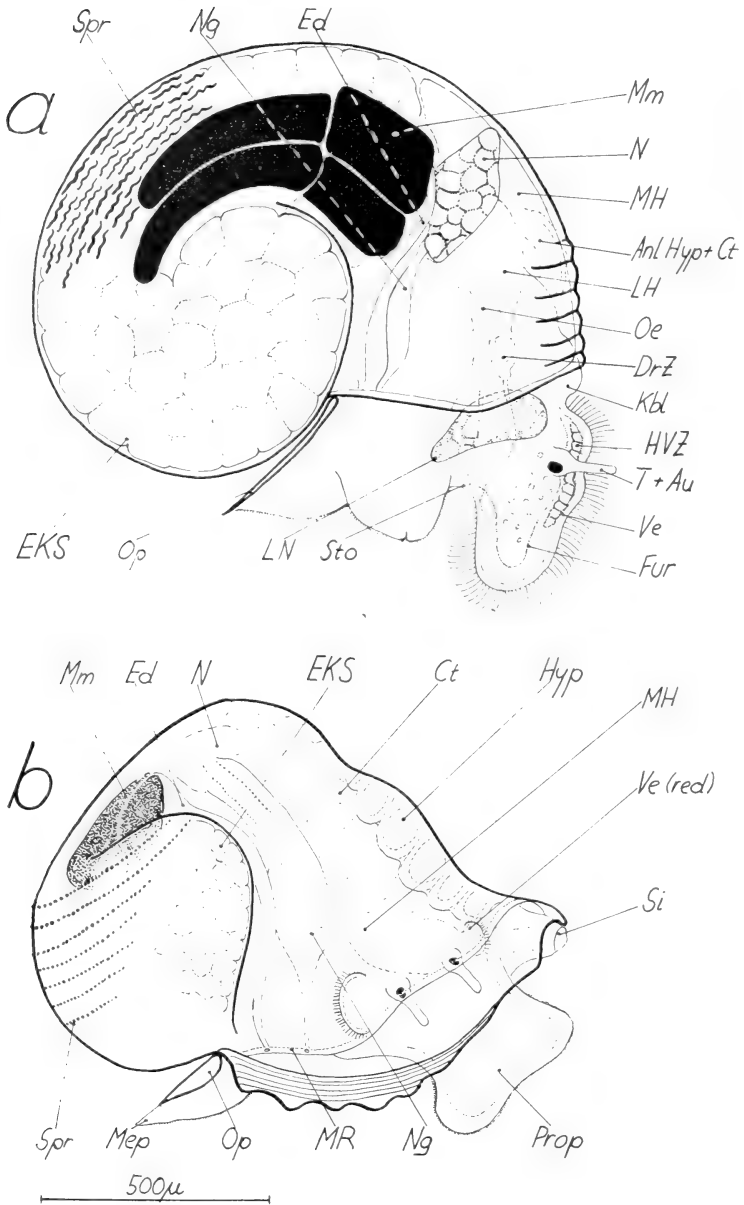 Spr Ng Ed
a
Mm
N
MH
Anl Hyp + Ct
LH
Oe
DrZ
Kbl
HVZ
T + Au
Ve
Fur
EKS Op LN Sto
Mm Ed N EKS Ct Hyp
MH
b
Ve (red)
Si
Spr Mep Op MR Ng Prop
500μ